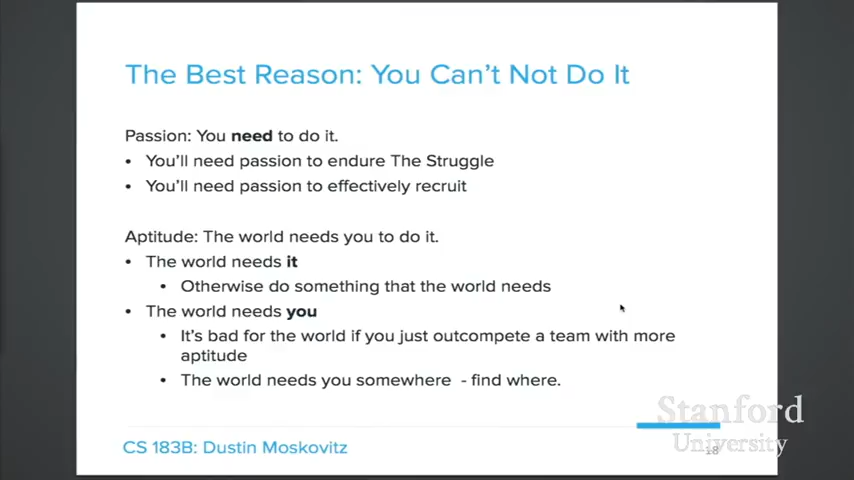 The Best Reason: You Can't Not Do It
Passion: You need to do it.
• You'll need passion to endure The Struggle
• You'll need passion to effectively recruit
Aptitude: The world needs you to do it.
• The world needs it
• Otherwise do something that the world needs
• The world needs you
• It's bad for the world if you just outcompete a team with more
aptitude
• The world needs you somewhere - find where.
CS 183B: Dustin Moskovitz
18
Stanford
University